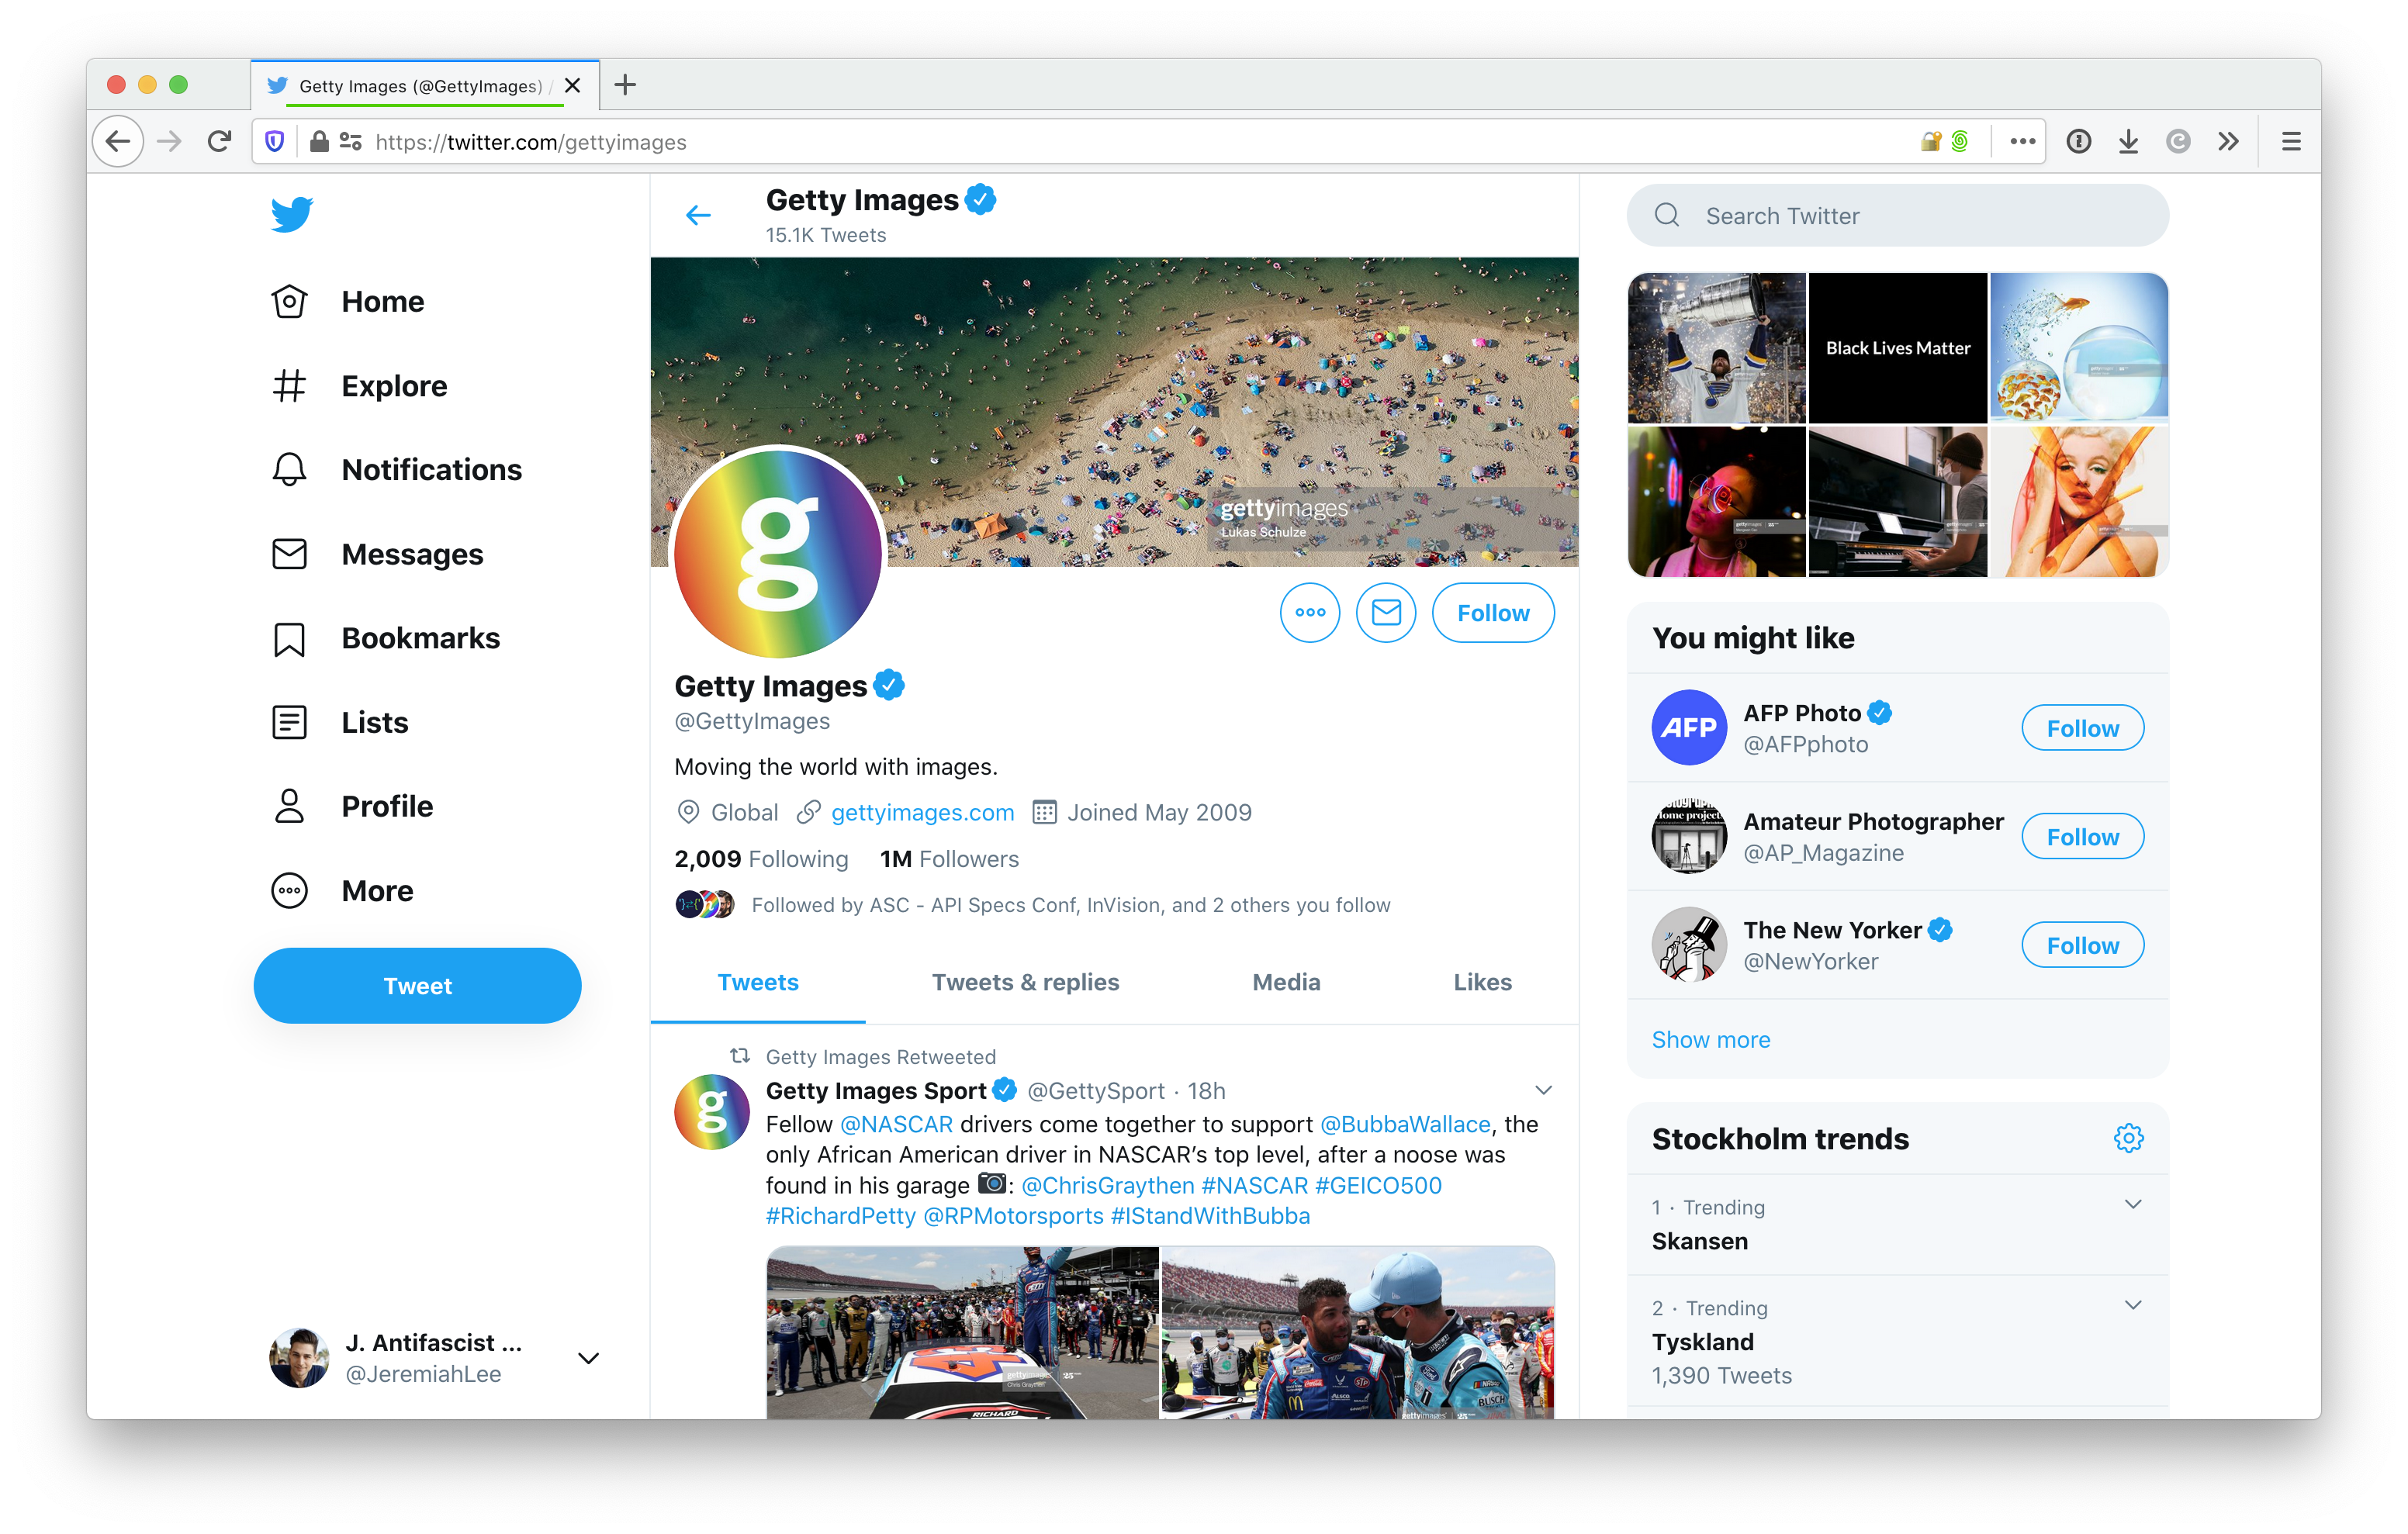 Getty Images (@GettyImages) /
https://twitter.com/gettyimages
Home
Explore
Notifications
Messages
Bookmarks
Lists
Profile
More
Tweet
J. Antifascist ...
@JeremiahLee
Getty Images
15.1K Tweets
gettyimages
Lukas Schulze
g
Follow
Getty Images
@GettyImages
Moving the world with images.
Global gettyimages.com Joined May 2009
2,009 Following 1M Followers
Followed by ASC - API Specs Conf, InVision, and 2 others you follow
Tweets Tweets & replies Media Likes
Getty Images Retweeted
g
Getty Images Sport @GettySport · 18h
Fellow @NASCAR drivers come together to support @BubbaWallace, the
only African American driver in NASCAR’s top level, after a noose was
found in his garage : @ChrisGraythen #NASCAR #GEICO500
#RichardPetty @RPMotorsports #IStandWithBubba
gettyimages
Chris Graythen
RICHARD
BUSCH
gettyimages
Search Twitter
Black Lives Matter
You might like
AFP
AFP Photo
@AFPphoto
Follow
Amateur Photographer
@AP_Magazine
Follow
The New Yorker
@NewYorker
Follow
Show more
Stockholm trends
1 · Trending
Skansen
2 · Trending
Tyskland
1,390 Tweets